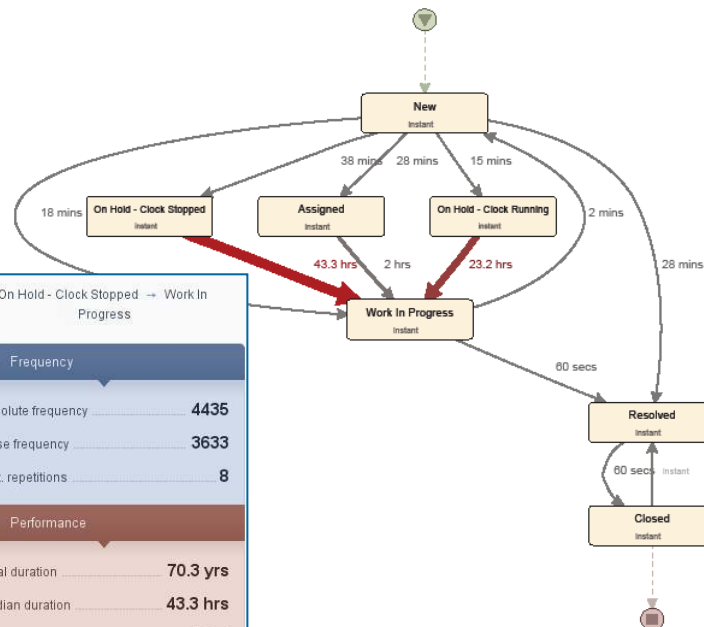 New
Instant
38 mins
28 mins
15 mins
18 mins
On Hold - Clock Stopped
Instant
Assigned
Instant
On Hold - Clock Running
Instant
2 mins
43.3 hrs
2 hrs
23.2 hrs
28 mins
On Hold - Clock Stopped → Work In
Progress
Work In Progress
Instant
Frequency
60 secs
olute frequency 4435
Resolved
Instant
se frequency 3633
. repetitions 8
60 secs
Instant
Performance
Closed
Instant
al duration 70.3 yrs
dian duration 43.3 hrs